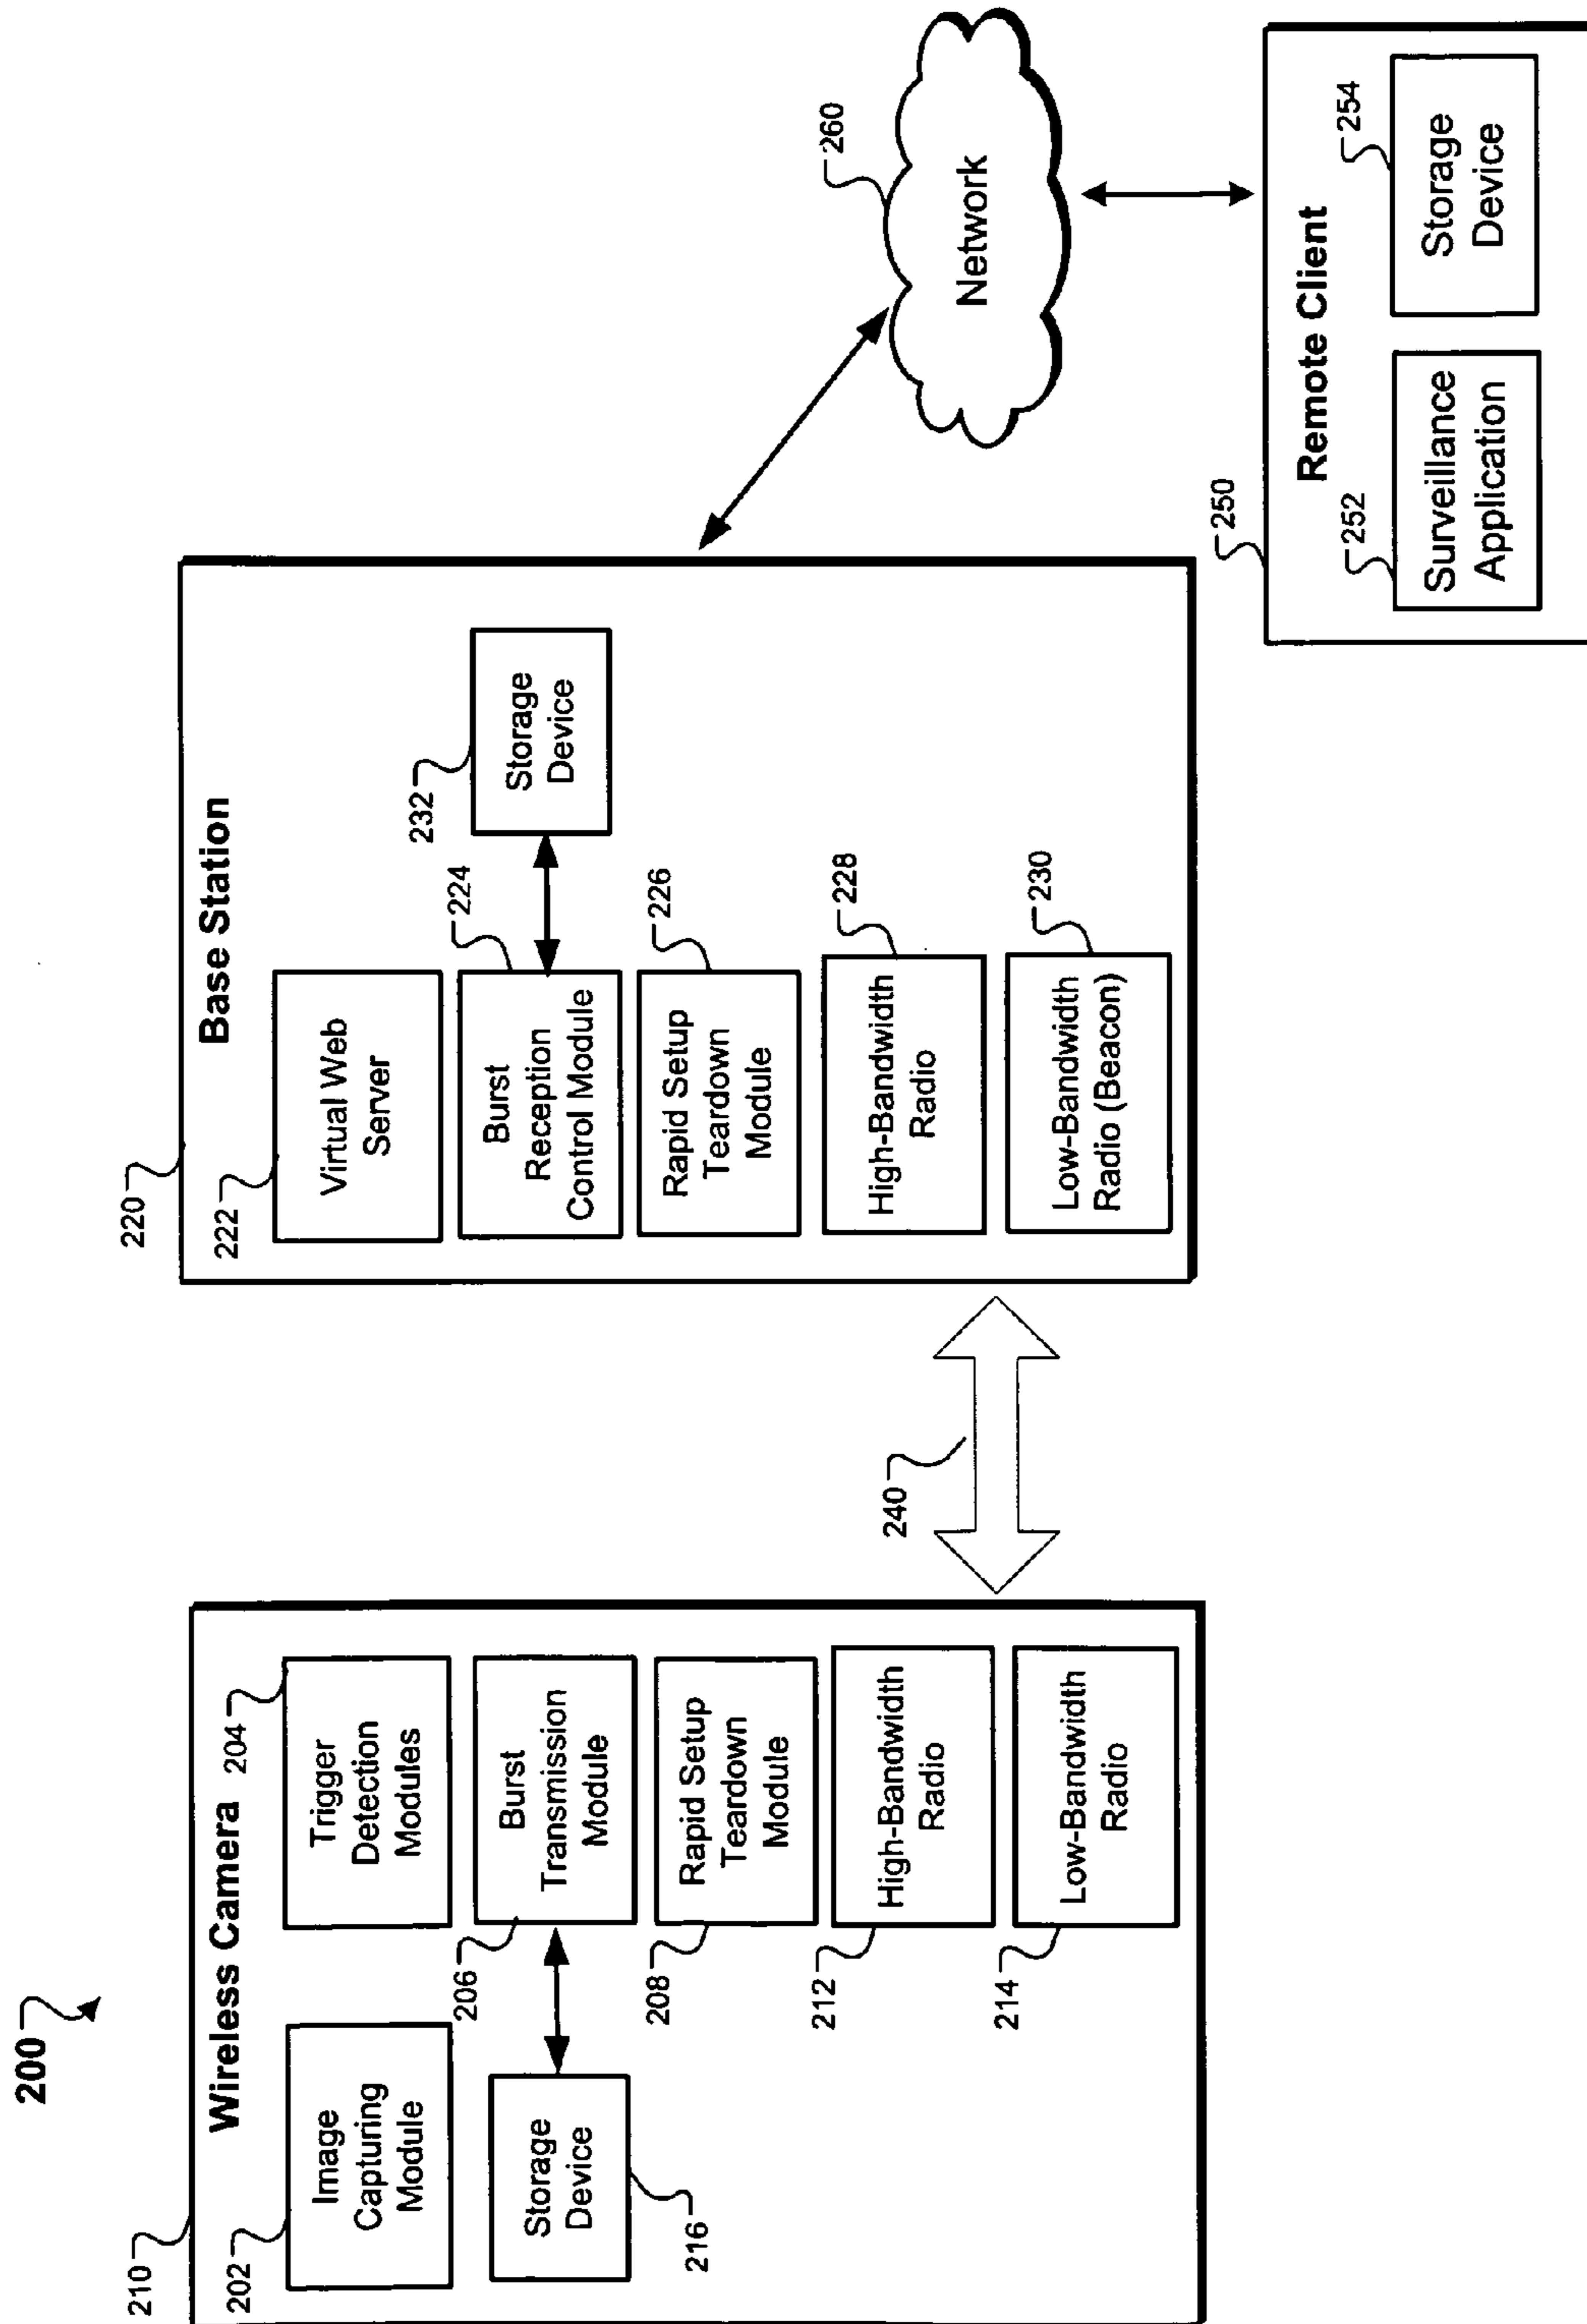 200
210
Wireless Camera
202
Image
Capturing
Module
204
Trigger
Detection
Modules
206
Burst
Transmission
Module
Storage
Device
216
208
Rapid Setup
Teardown
Module
212
High-Bandwidth
Radio
214
Low-Bandwidth
Radio
240
220
Base Station
222
Virtual Web
Server
224
Burst
Reception
Control Module
232
Storage
Device
226
Rapid Setup
Teardown
Module
228
High-Bandwidth
Radio
230
Low-Bandwidth
Radio (Beacon)
260
Network
250
Remote Client
252
Surveillance
Application
254
Storage
Device